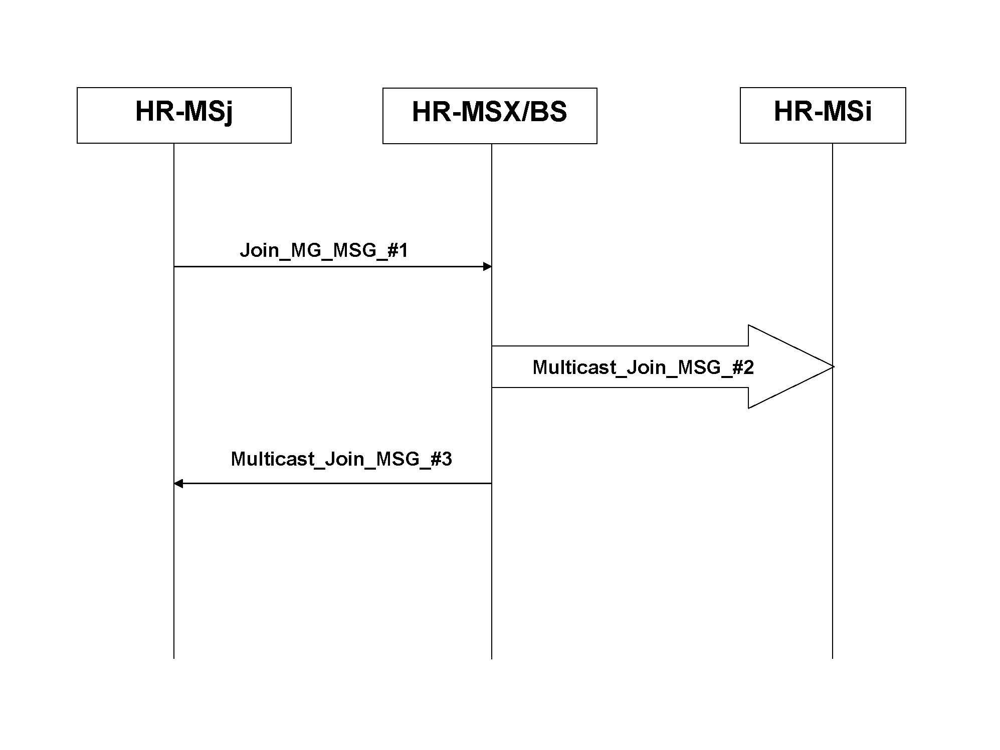 HR-MSj
HR-MSX/BS
HR-MSi
Join_MG_MSG_#1
Multicast_Join_MSG_#2
Multicast_Join_MSG_#3